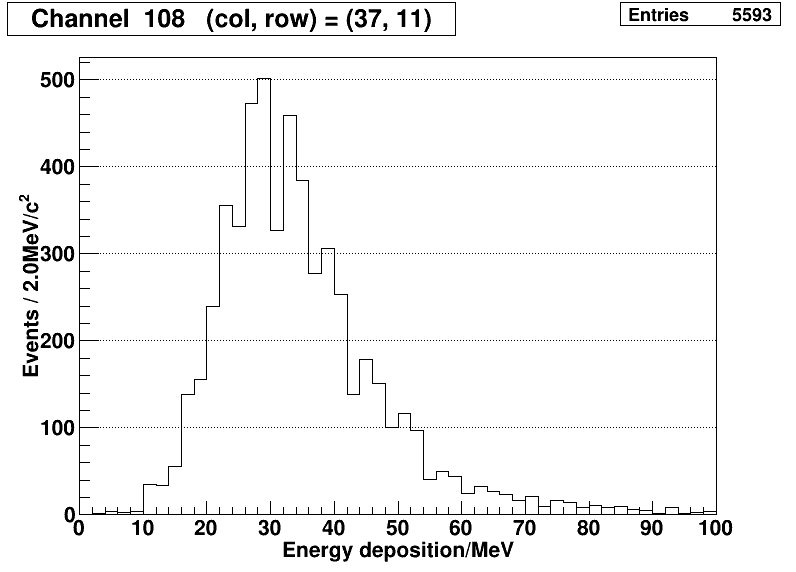 Channel 108 (col, row) = (37, 11)
Entries 5593
500
400
300
200
100
0
Events / 2.0MeV/c²
0 10 20 30 40 50 60 70 80 90 100
Energy deposition/MeV